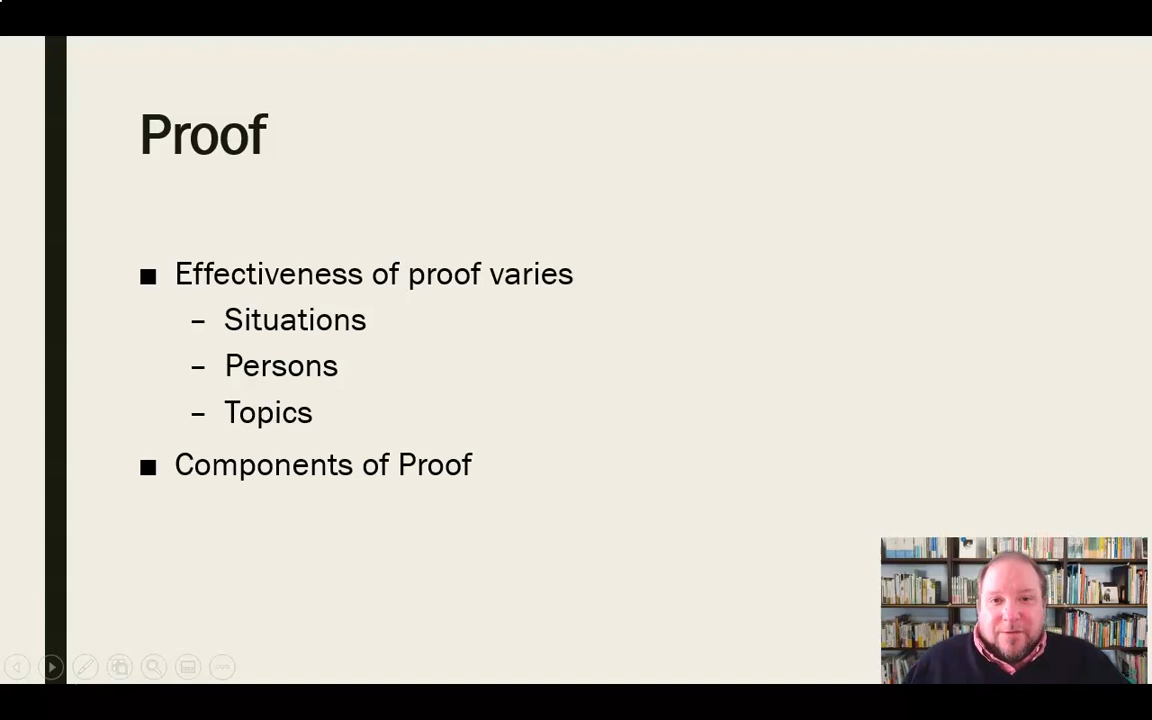 Proof
■ Effectiveness of proof varies
– Situations
– Persons
– Topics
■ Components of Proof